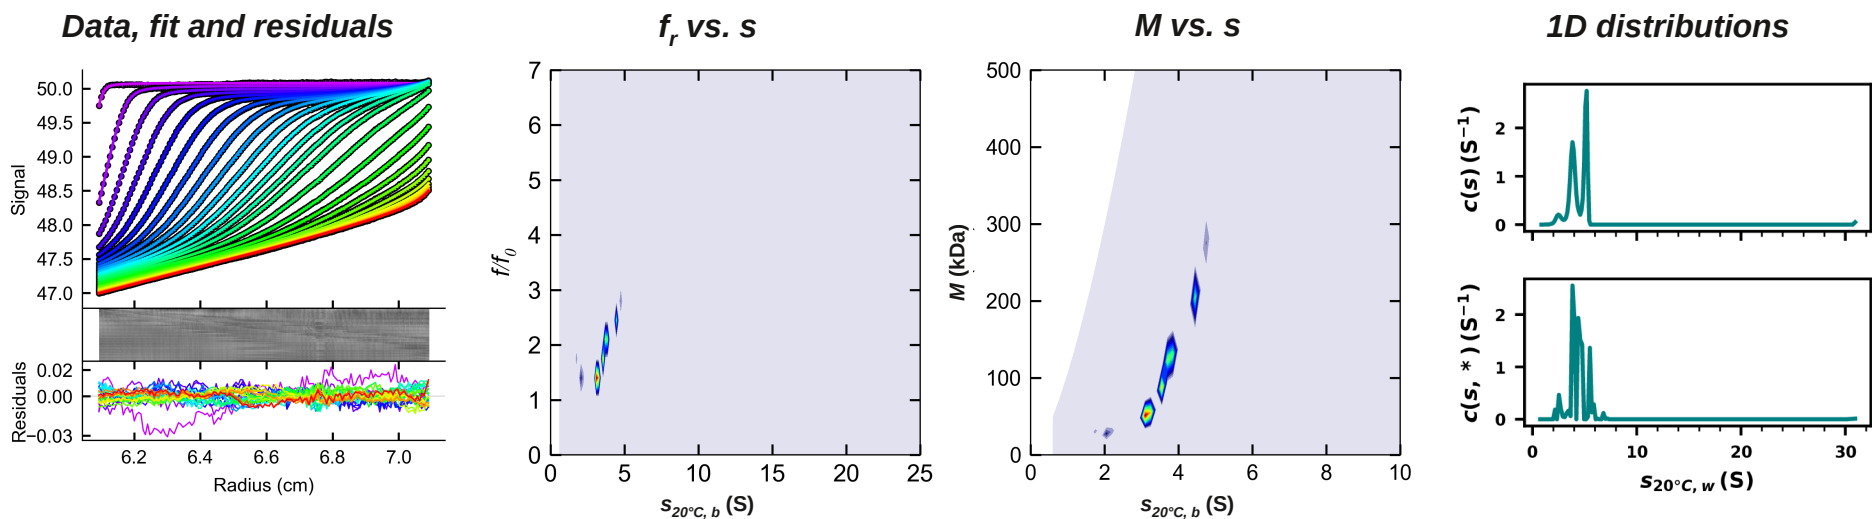 Data, fit and residuals
f_r vs. s
M vs. s
1D distributions
50.0
49.5
49.0
48.5
48.0
47.5
47.0
Signal
0.02
0.00
−0.03
Residuals
6.2 6.4 6.6 6.8 7.0
Radius (cm)
7
6
5
4
3
2
1
0
f/f_0
0 5 10 15 20 25
s_20°C, b (S)
500
400
300
200
100
0
M (kDa)
0 2 4 6 8 10
s_20°C, b (S)
2
1
0
c(s) (S⁻¹)
2
1
0
c(s, *) (S⁻¹)
0 10 20 30
s_20°C, w (S)